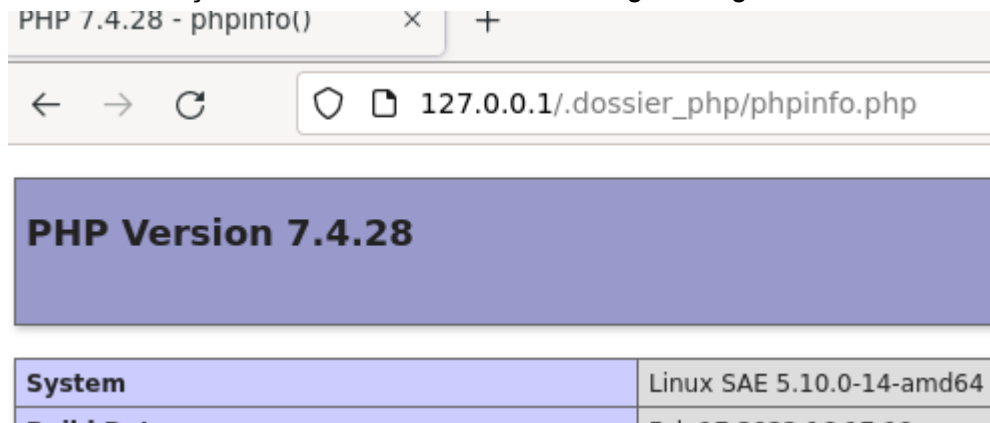 PHP 7.4.28 - phpinfo() × +
127.0.0.1/.dossier_php/phpinfo.php
PHP Version 7.4.28
System Linux SAE 5.10.0-14-amd64